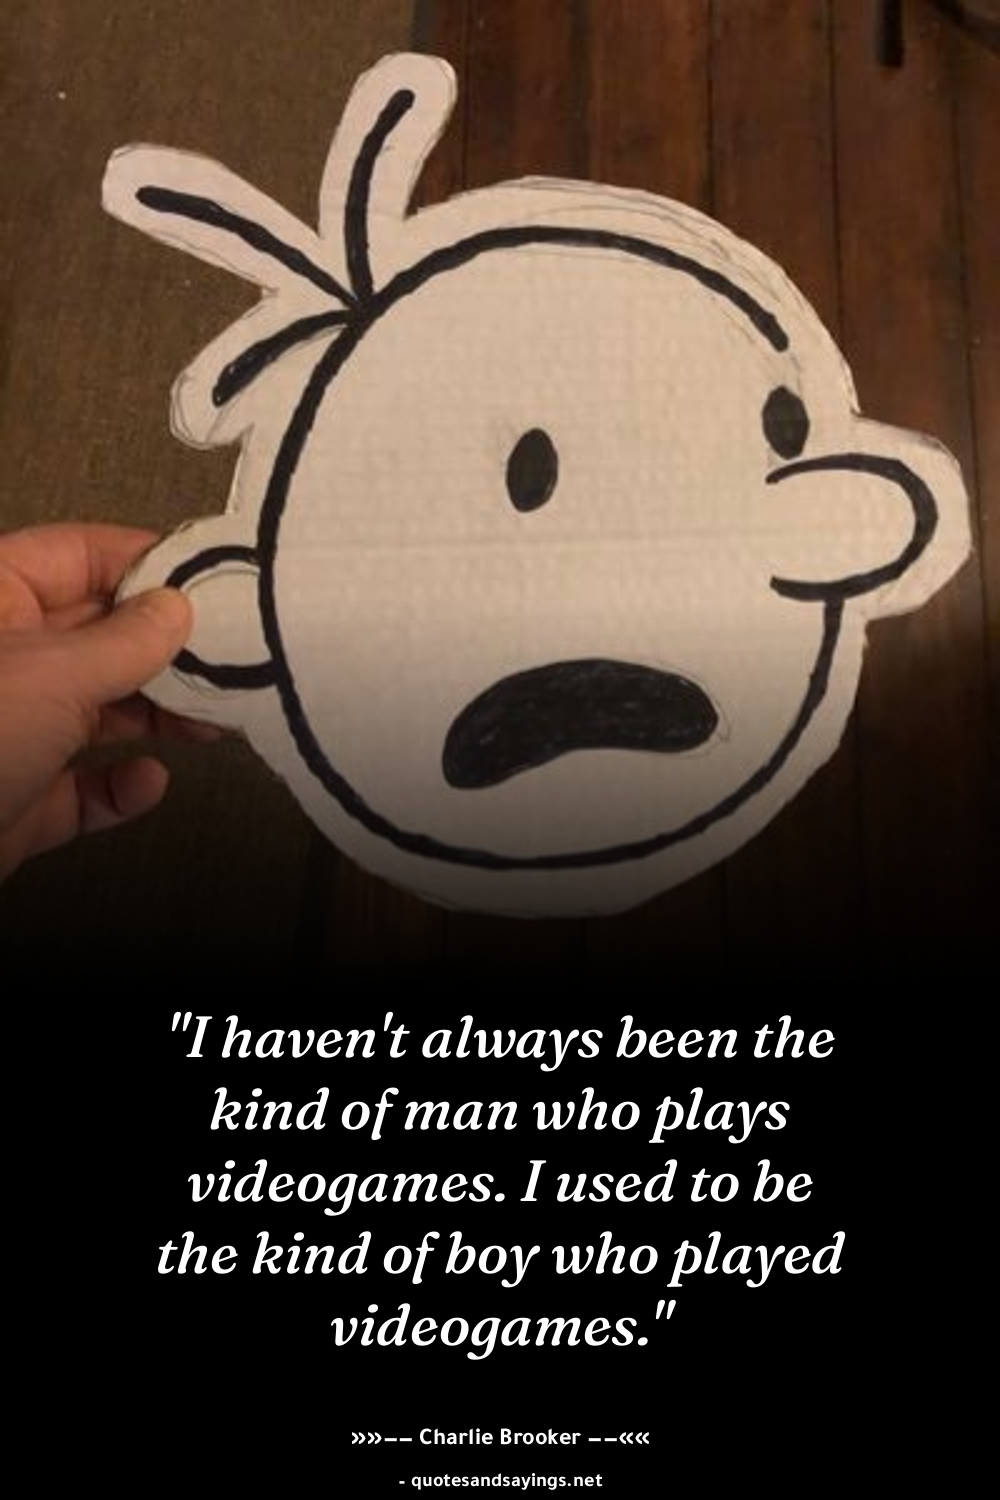 "I haven't always been the
kind of man who plays
videogames. I used to be
the kind of boy who played
videogames."
»»−− Charlie Brooker −−««
- quotesandsayings.net